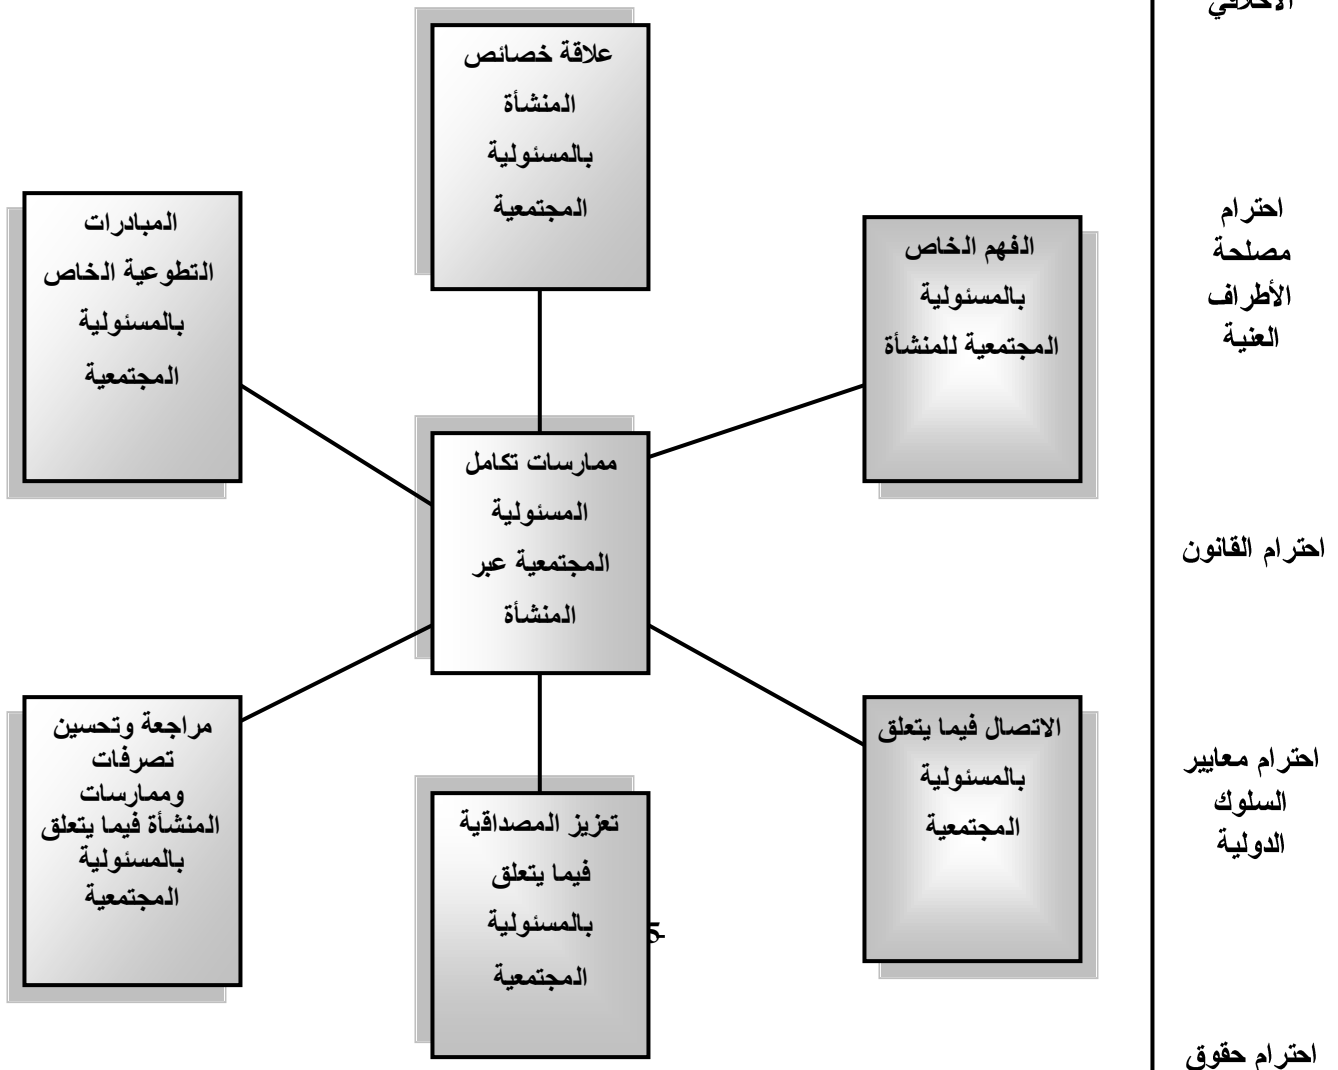 علاقة خصائص
المنشأة
بالمسئولية
المجتمعية
الفهم الخاص
بالمسئولية
المجتمعية للمنشأة
المبادرات
التطوعية الخاص
بالمسئولية
المجتمعية
ممارسات تكامل
المسئولية
المجتمعية عبر
المنشأة
الاتصال فيما يتعلق
بالمسئولية
المجتمعية
تعزيز المصداقية
فيما يتعلق
بالمسئولية
المجتمعية
مراجعة وتحسين
تصرفات
وممارسات
المنشأة فيما يتعلق
بالمسئولية
المجتمعية
احترام
مصلحة
الأطراف
العنية
احترام القانون
احترام معايير
السلوك
الدولية
احترام حقوق